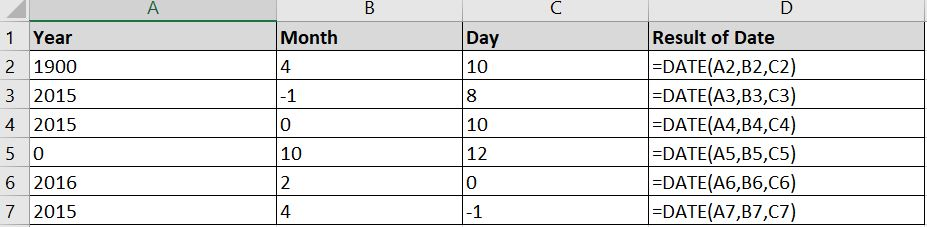 A B C D
1 Year Month Day Result of Date
2 1900 4 10 =DATE(A2,B2,C2)
3 2015 -1 8 =DATE(A3,B3,C3)
4 2015 0 10 =DATE(A4,B4,C4)
5 0 10 12 =DATE(A5,B5,C5)
6 2016 2 0 =DATE(A6,B6,C6)
7 2015 4 -1 =DATE(A7,B7,C7)